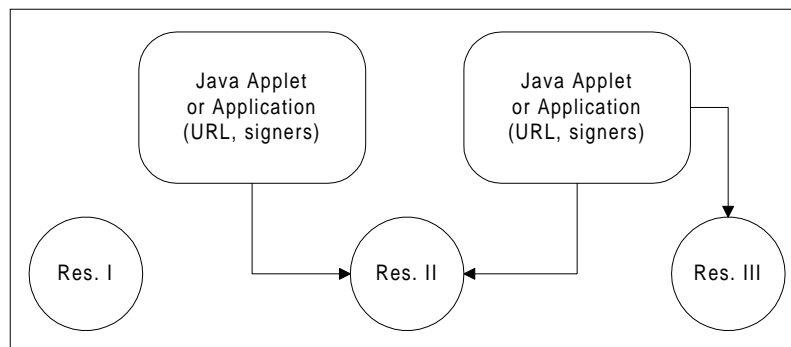 Java Applet
or Application
(URL, signers)
Java Applet
or Application
(URL, signers)
Res. I
Res. II
Res. III